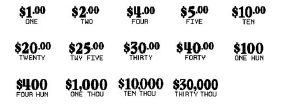 $1.00 $2.00 $4.00 $5.00 $10.00
ONE TWO FOUR FIVE TEN
$20.00 $25.00 $30.00 $40.00 $100
TWENTY TWY FIVE THIRTY FORTY ONE HUN
$400 $1,000 $10,000 $30,000
FOUR HUN ONE THOU TEN THOU THIRTY THOU